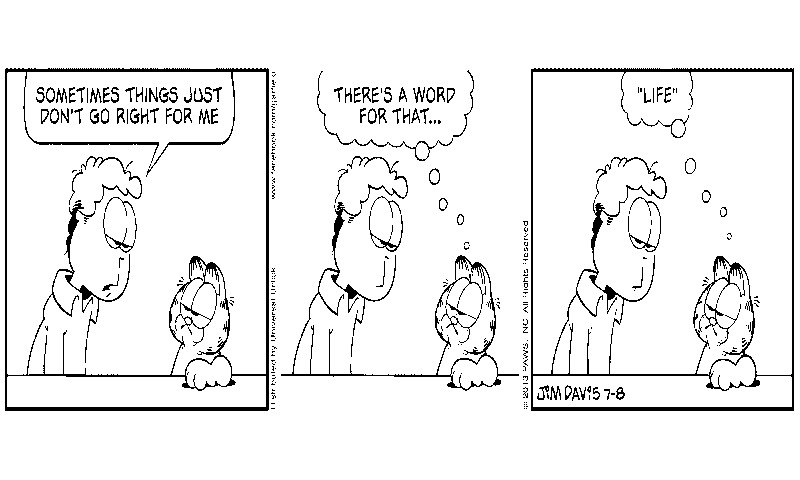 SOMETIMES THINGS JUST
DON'T GO RIGHT FOR ME
THERE'S A WORD
FOR THAT...
"LIFE"
© 2013 PAWS, INC. All Rights Reserved
JIM DAVIS 7-8